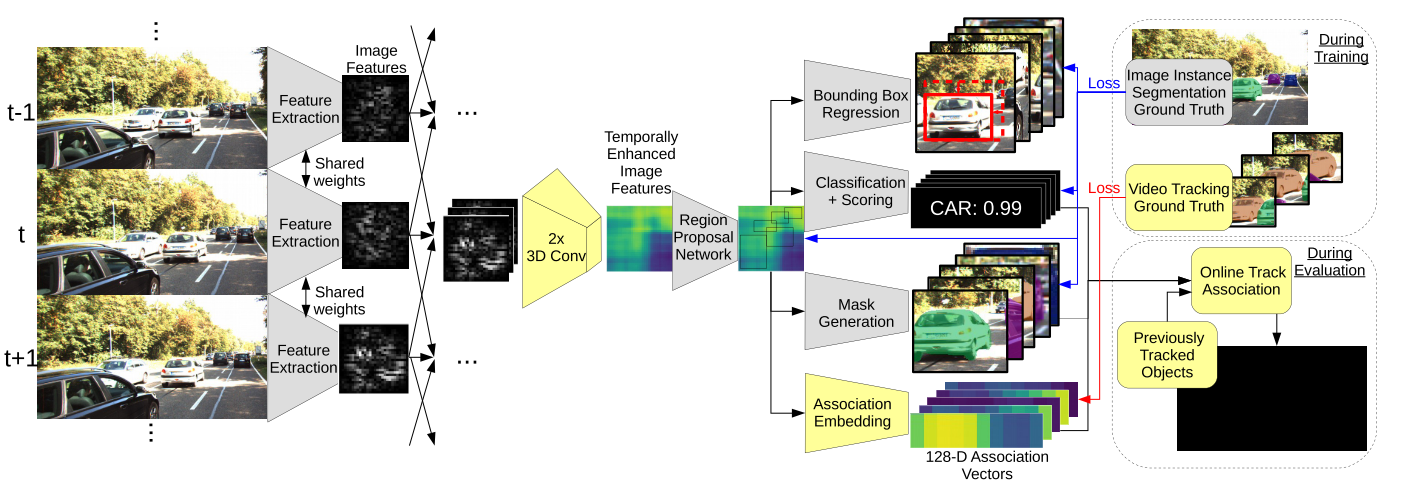 t-1
t
t+1
Feature
Extraction
Shared
weights
Feature
Extraction
Shared
weights
Feature
Extraction
Image
Features
...
...
2x
3D Conv
Temporally
Enhanced
Image
Features
Region
Proposal
Network
Bounding Box
Regression
Classification
+ Scoring
CAR: 0.99
Mask
Generation
Association
Embedding
128-D Association
Vectors
During
Training
Loss
Image Instance
Segmentation
Ground Truth
Loss
Video Tracking
Ground Truth
During
Evaluation
Online Track
Association
Previously
Tracked
Objects